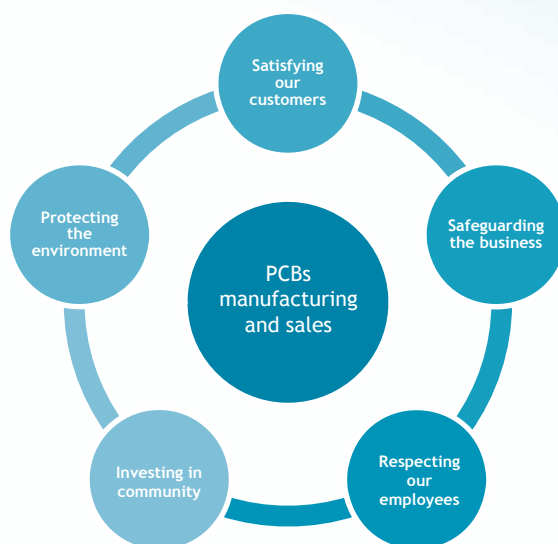 Satisfying
our
customers
Safeguarding
the business
Respecting
our
employees
Investing in
community
Protecting
the
environment
PCBs
manufacturing
and sales